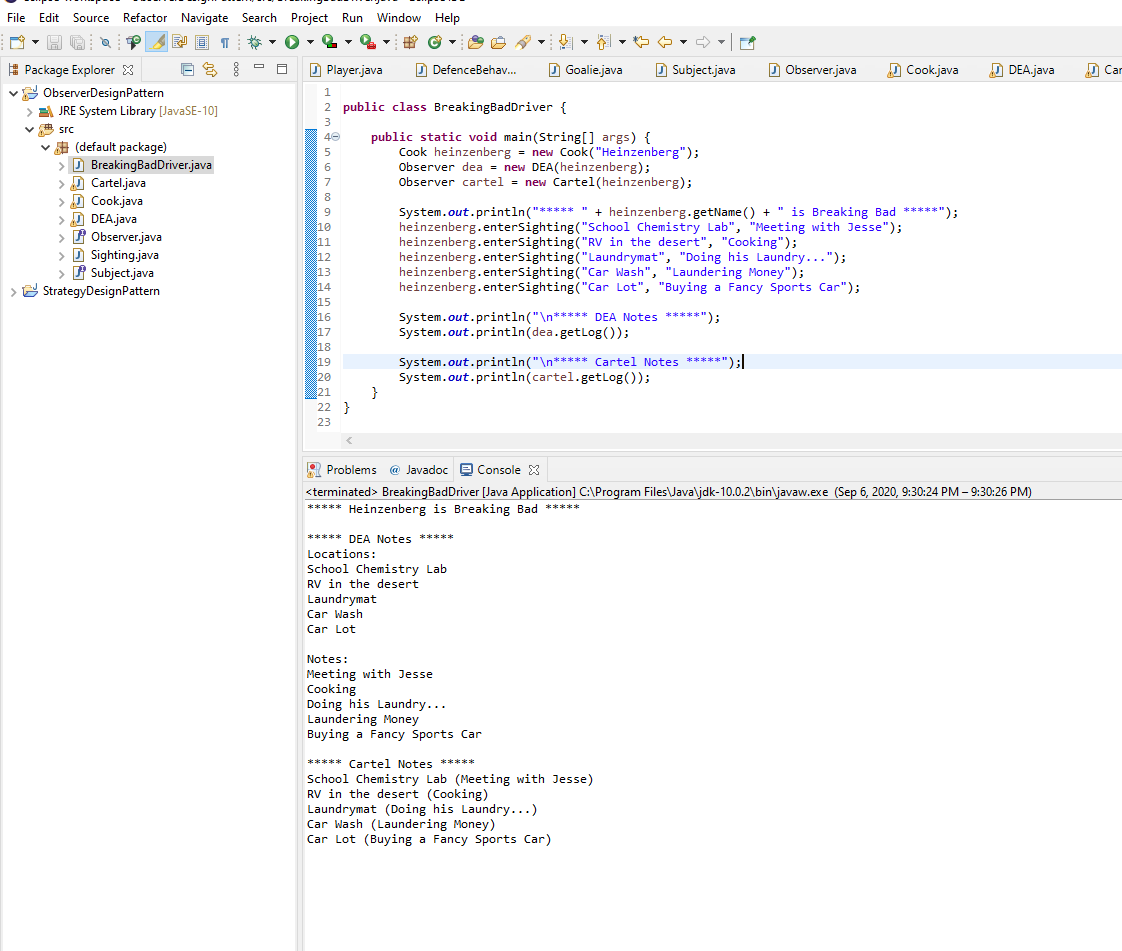 File Edit Source Refactor Navigate Search Project Run Window Help
Package Explorer
ObserverDesignPattern
JRE System Library [JavaSE-10]
src
(default package)
BreakingBadDriver.java
Cartel.java
Cook.java
DEA.java
Observer.java
Sighting.java
Subject.java
StrategyDesignPattern
Player.java DefenceBehav... Goalie.java Subject.java Observer.java Cook.java DEA.java Car
1
2 public class BreakingBadDriver {
3
4 public static void main(String[] args) {
5 Cook heinzenberg = new Cook("Heinzenberg");
6 Observer dea = new DEA(heinzenberg);
7 Observer cartel = new Cartel(heinzenberg);
8
9 System.out.println("***** " + heinzenberg.getName() + " is Breaking Bad *****");
10 heinzenberg.enterSighting("School Chemistry Lab", "Meeting with Jesse");
11 heinzenberg.enterSighting("RV in the desert", "Cooking");
12 heinzenberg.enterSighting("Laundrymat", "Doing his Laundry...");
13 heinzenberg.enterSighting("Car Wash", "Laundering Money");
14 heinzenberg.enterSighting("Car Lot", "Buying a Fancy Sports Car");
15
16 System.out.println("\n***** DEA Notes *****");
17 System.out.println(dea.getLog());
18
19 System.out.println("\n***** Cartel Notes *****");
20 System.out.println(cartel.getLog());
21 }
22 }
23
Problems @ Javadoc Console
<terminated> BreakingBadDriver [Java Application] C:\Program Files\Java\jdk-10.0.2\bin\javaw.exe (Sep 6, 2020, 9:30:24 PM – 9:30:26 PM)
***** Heinzenberg is Breaking Bad *****
***** DEA Notes *****
Locations:
School Chemistry Lab
RV in the desert
Laundrymat
Car Wash
Car Lot
Notes:
Meeting with Jesse
Cooking
Doing his Laundry...
Laundering Money
Buying a Fancy Sports Car
***** Cartel Notes *****
School Chemistry Lab (Meeting with Jesse)
RV in the desert (Cooking)
Laundrymat (Doing his Laundry...)
Car Wash (Laundering Money)
Car Lot (Buying a Fancy Sports Car)